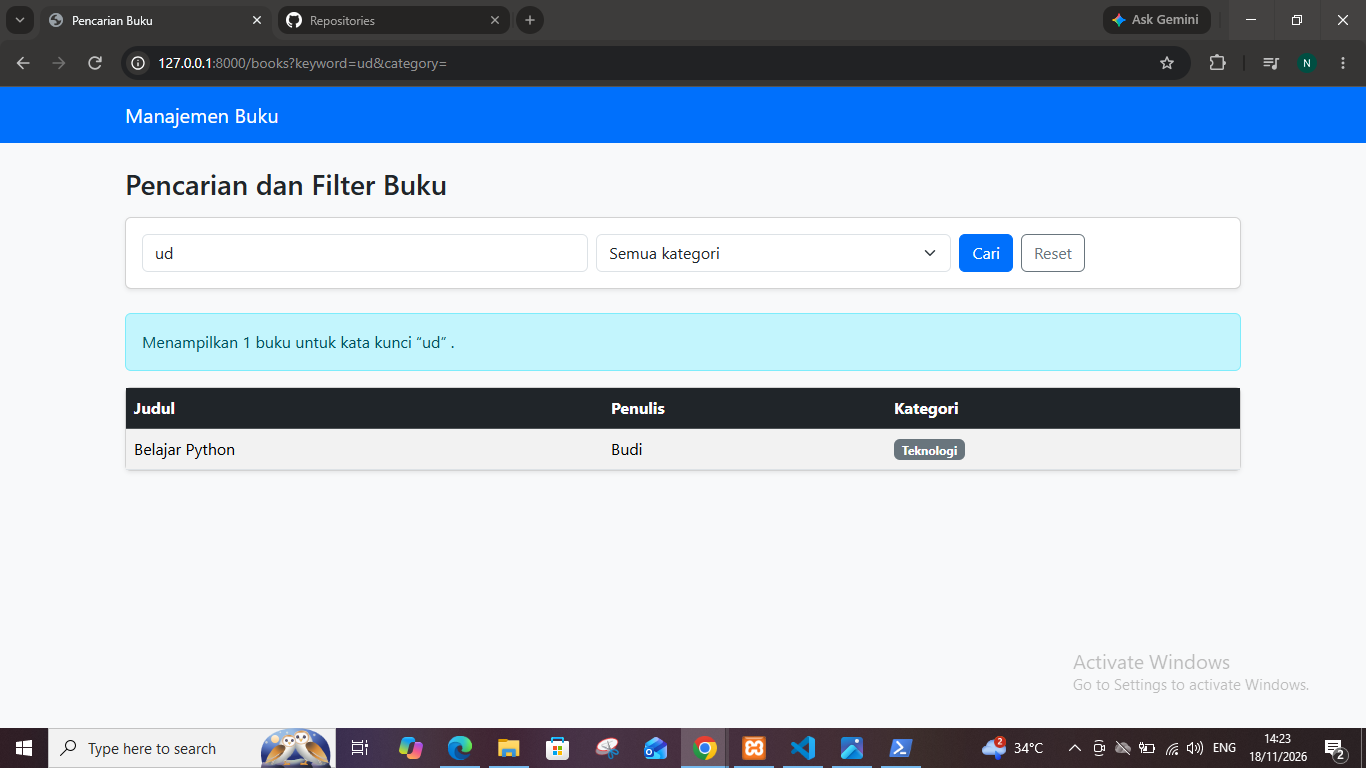 Pencarian Buku
Repositories
Ask Gemini
127.0.0.1:8000/books?keyword=ud&category=
N
Manajemen Buku
Pencarian dan Filter Buku
ud Semua kategori Cari Reset
Menampilkan 1 buku untuk kata kunci “ud” .
Judul Penulis Kategori
Belajar Python Budi Teknologi
Activate Windows
Go to Settings to activate Windows.
Type here to search
2
34°C
ENG
14:23
18/11/2026
2